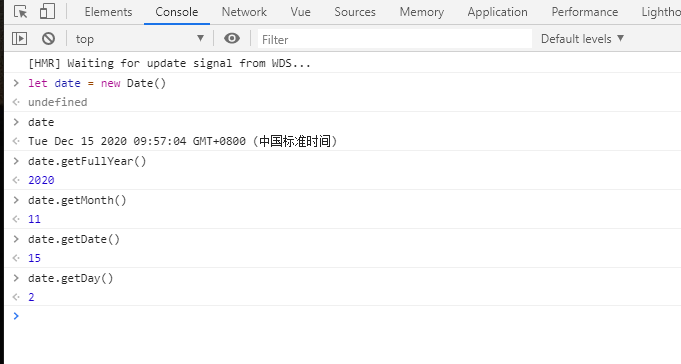 Elements Console Network Vue Sources Memory Application Performance Lightho
top ▼ Filter Default levels ▼
[HMR] Waiting for update signal from WDS...
> let date = new Date()
<· undefined
> date
<· Tue Dec 15 2020 09:57:04 GMT+0800 (中国标准时间)
> date.getFullYear()
<· 2020
> date.getMonth()
<· 11
> date.getDate()
<· 15
> date.getDay()
<· 2
>